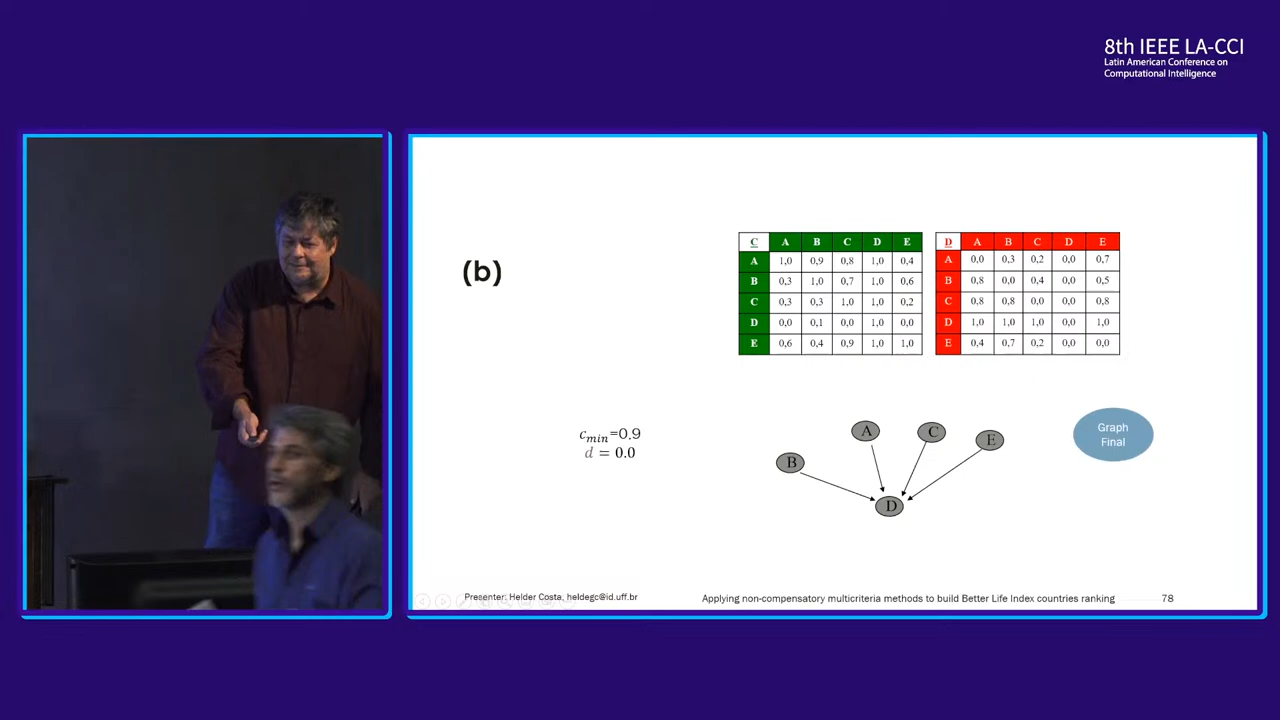 8th IEEE LA-CCI
Latin American Conference on
Computational Intelligence
(b)
C A B C D E
A 1,0 0,9 0,8 1,0 0,4
B 0,3 1,0 0,7 1,0 0,6
C 0,3 0,3 1,0 1,0 0,2
D 0,0 0,1 0,0 1,0 0,0
E 0,6 0,4 0,9 1,0 1,0
D A B C D E
A 0,0 0,3 0,2 0,0 0,7
B 0,8 0,0 0,4 0,0 0,5
C 0,8 0,8 0,0 0,0 0,8
D 1,0 1,0 1,0 0,0 1,0
E 0,4 0,7 0,2 0,0 0,0
c_min=0.9
d = 0.0
A
C
E
B
D
Graph
Final
Presenter: Helder Costa, heldegc@id.uff.br
Applying non-compensatory multicriteria methods to build Better Life Index countries ranking
78